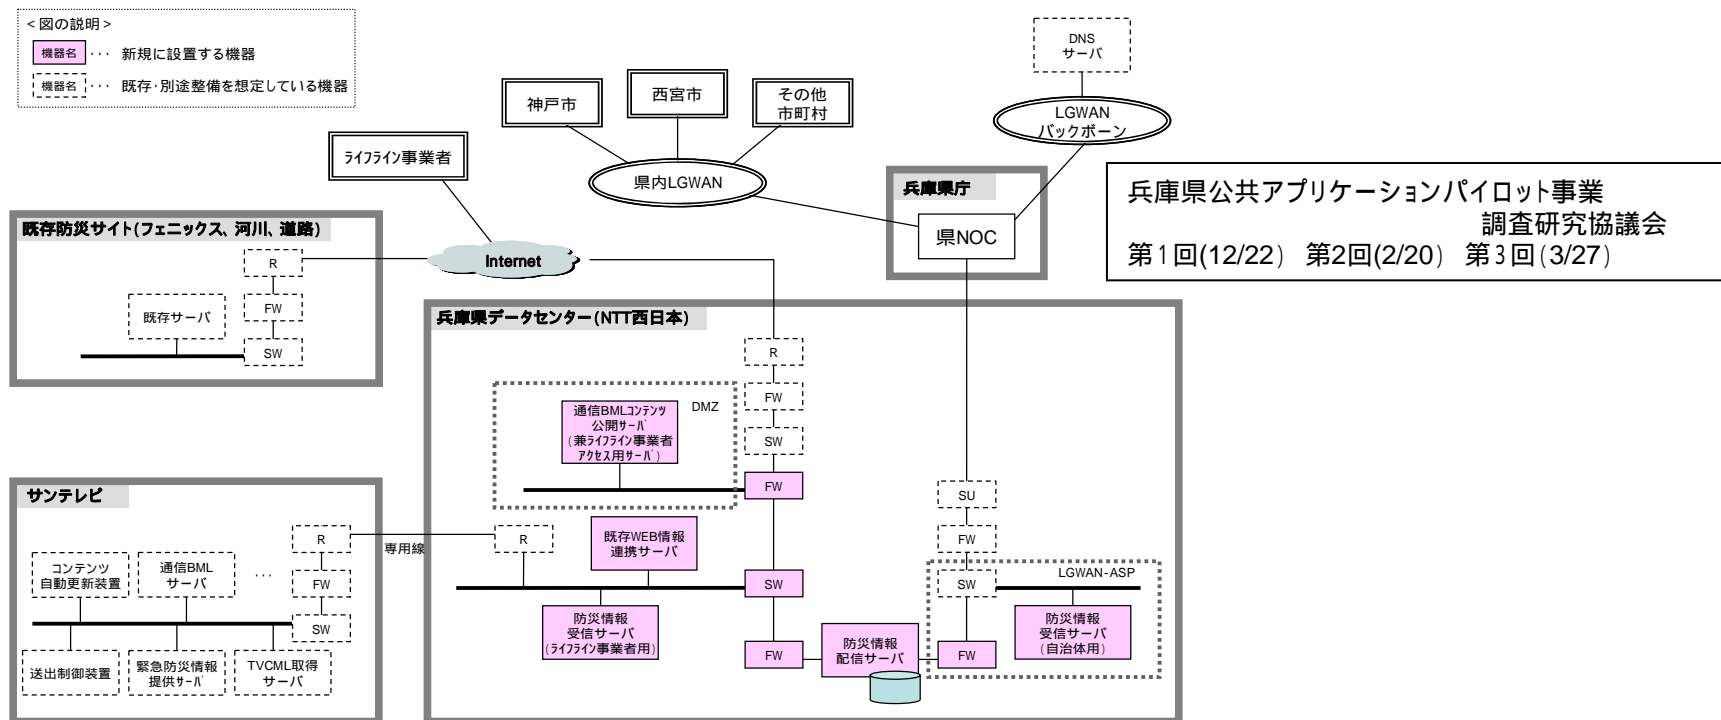 <図の説明>
機器名 ・・・ 新規に設置する機器
機器名 ・・・ 既存・別途整備を想定している機器
DNS
サーバ
神戸市
西宮市
その他
市町村
LGWAN
バックボーン
ﾗｲﾌﾗｲﾝ事業者
県内LGWAN
兵庫県庁
県NOC
兵庫県公共アプリケーションパイロット事業
調査研究協議会
第1回(12/22) 第2回(2/20) 第3回(3/27)
既存防災サイト(フェニックス、河川、道路)
R
FW
SW
既存サーバ
Internet
兵庫県データセンター(NTT西日本)
R
FW
SW
FW
DMZ
通信BMLｺﾝﾃﾝﾂ
公開ｻｰﾊﾞ
(兼ﾗｲﾌﾗｲﾝ事業者
ｱｸｾｽ用ｻｰﾊﾞ)
R
既存WEB情報
連携サーバ
SW
防災情報
受信サーバ
(ﾗｲﾌﾗｲﾝ事業者用)
FW
防災情報
配信サーバ
SU
FW
SW
FW
LGWAN-ASP
防災情報
受信サーバ
(自治体用)
サンテレビ
R
専用線
FW
SW
コンテンツ
自動更新装置
通信BML
サーバ
・・・
送出制御装置
緊急防災情報
提供ｻｰﾊﾞ
TVCML取得
サーバ